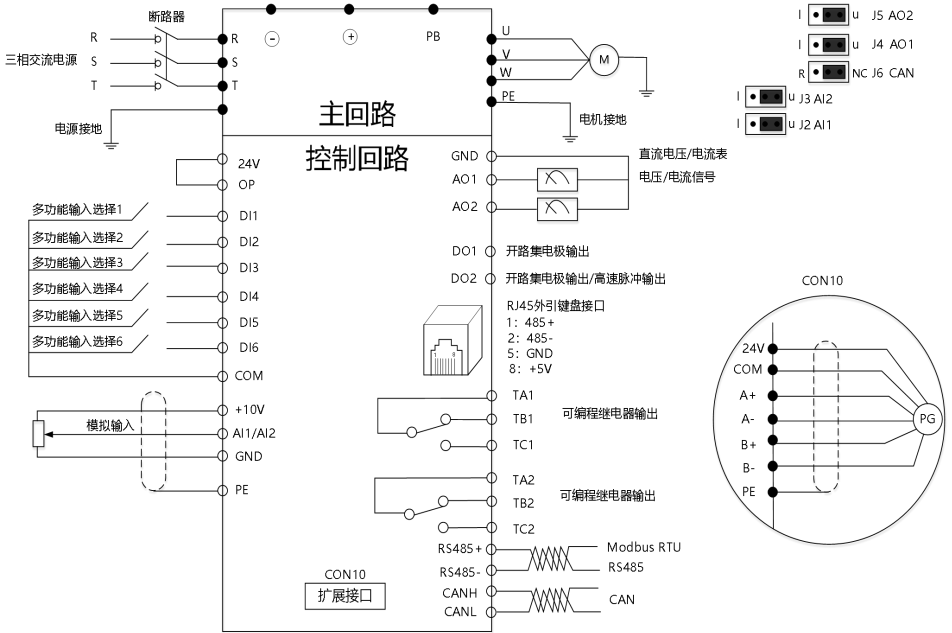 断路器
R
S
T
三相交流电源
电源接地
R
S
T
-
+
PB
主回路
U
V
W
PE
M
电机接地
I u J5 AO2
I u J4 AO1
R NC J6 CAN
I u J3 AI2
I u J2 AI1
控制回路
24V
OP
多功能输入选择1
多功能输入选择2
多功能输入选择3
多功能输入选择4
多功能输入选择5
多功能输入选择6
DI1
DI2
DI3
DI4
DI5
DI6
COM
模拟输入
+10V
AI1/AI2
GND
PE
GND
AO1
AO2
直流电压/电流表
电压/电流信号
DO1 开路集电极输出
DO2 开路集电极输出/高速脉冲输出
RJ45外引键盘接口
1：485+
2：485-
5：GND
8：+5V
1 8
TA1
TB1
TC1
可编程继电器输出
TA2
TB2
TC2
可编程继电器输出
RS485+
RS485-
Modbus RTU
RS485
CANH
CANL
CAN
CON10
扩展接口
CON10
24V
COM
A+
A-
B+
B-
PE
PG